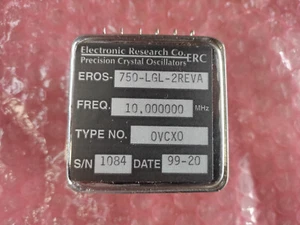 Electronic Research Co. ERC
Precision Crystal Oscillators
EROS- 750-LGL-2REVA
FREQ. 10.000000 MHz
TYPE NO. OVCXO
S/N 1084 DATE 99-20